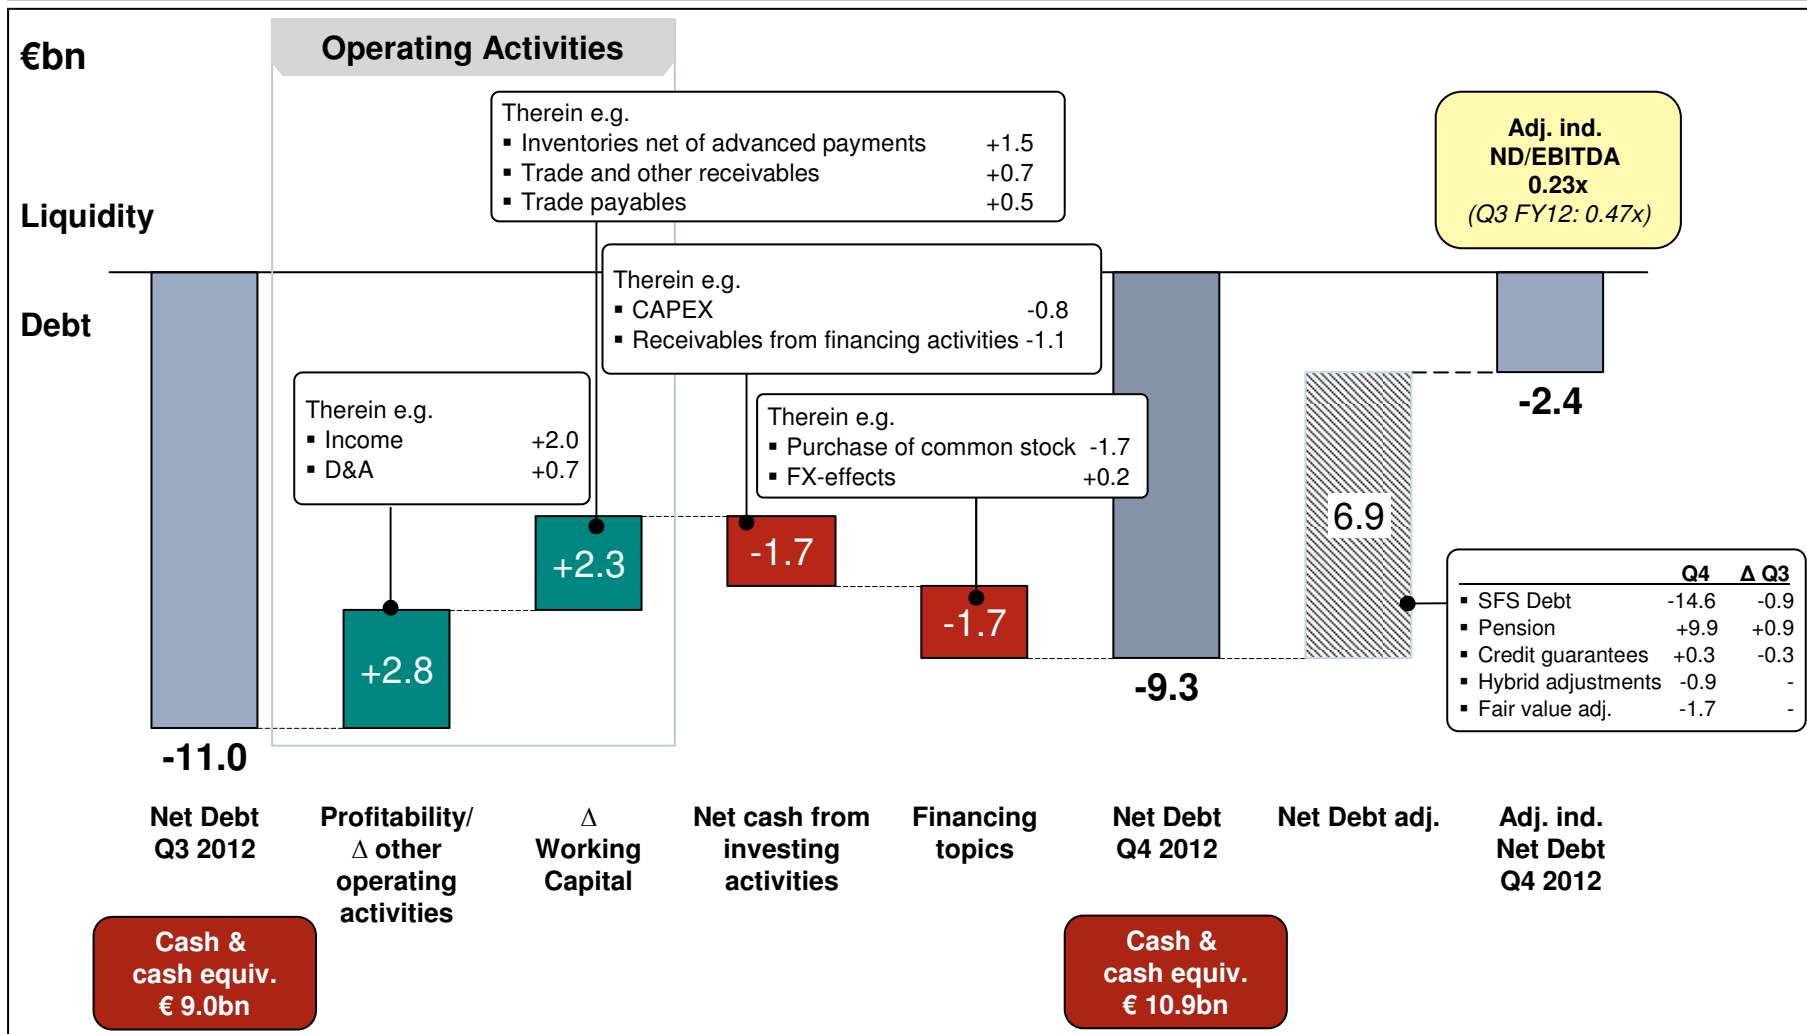 €bn
Operating Activities
Therein e.g.
▪ Inventories net of advanced payments +1.5
▪ Trade and other receivables +0.7
▪ Trade payables +0.5
Adj. ind.
ND/EBITDA
0.23x
(Q3 FY12: 0.47x)
Liquidity
Debt
Therein e.g.
▪ CAPEX -0.8
▪ Receivables from financing activities -1.1
Therein e.g.
▪ Income +2.0
▪ D&A +0.7
Therein e.g.
▪ Purchase of common stock -1.7
▪ FX-effects +0.2
-2.4
6.9
+2.3
-1.7
-1.7
+2.8
-9.3
-11.0
Q4 Δ Q3
▪ SFS Debt -14.6 -0.9
▪ Pension +9.9 +0.9
▪ Credit guarantees +0.3 -0.3
▪ Hybrid adjustments -0.9 -
▪ Fair value adj. -1.7 -
Net Debt
Q3 2012
Profitability/
Δ other
operating
activities
Δ
Working
Capital
Net cash from
investing
activities
Financing
topics
Net Debt
Q4 2012
Net Debt adj.
Adj. ind.
Net Debt
Q4 2012
Cash &
cash equiv.
€ 9.0bn
Cash &
cash equiv.
€ 10.9bn